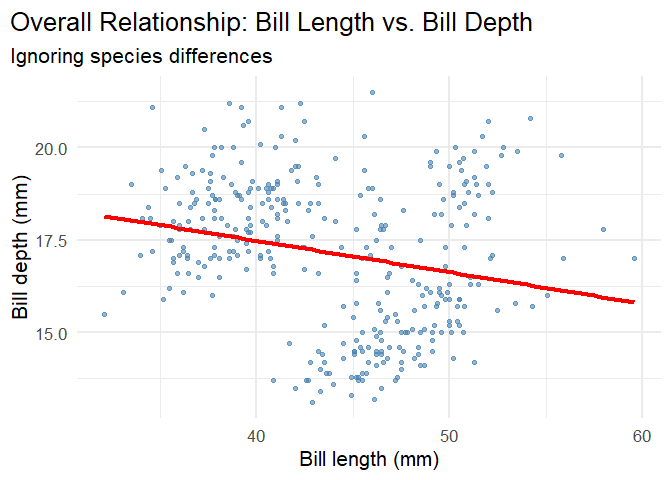 Overall Relationship: Bill Length vs. Bill Depth
Ignoring species differences
20.0
17.5
15.0
Bill depth (mm)
40
50
60
Bill length (mm)